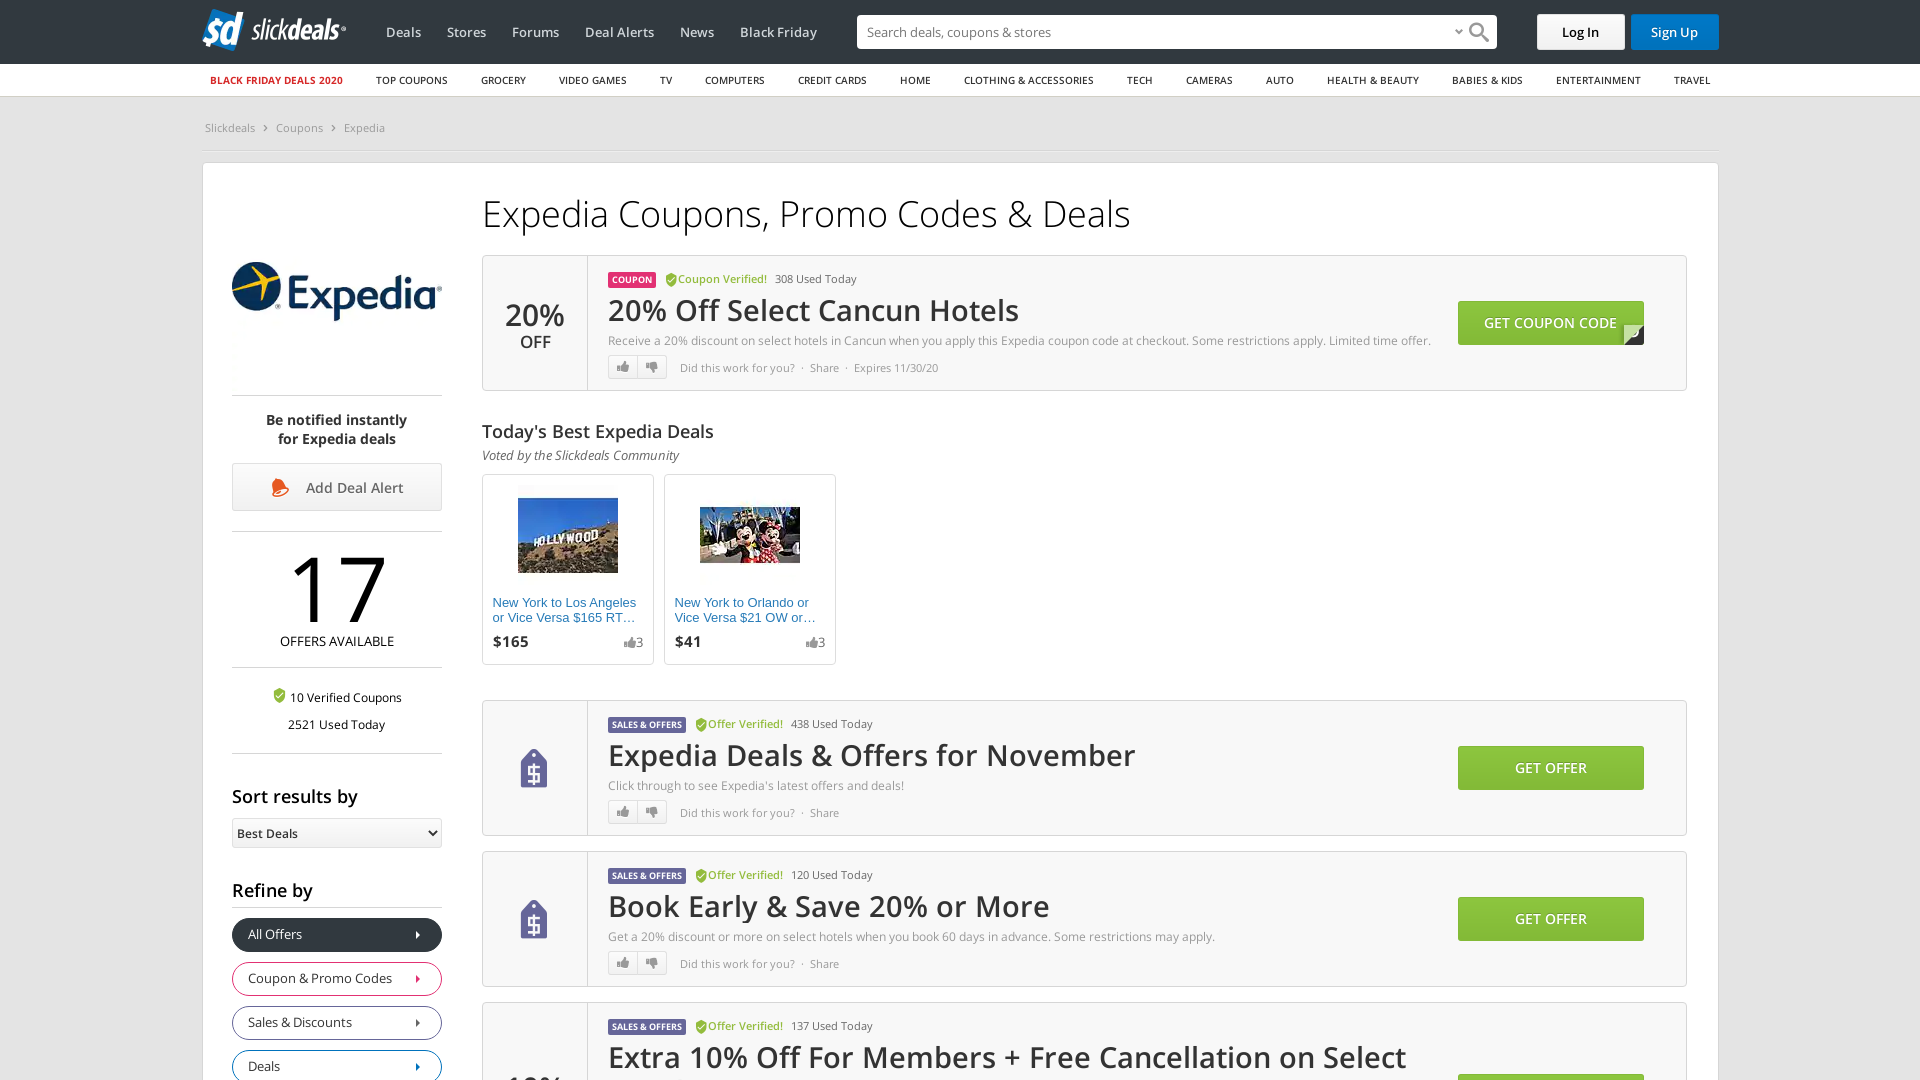 sd slickdeals
Deals Stores Forums Deal Alerts News Black Friday
Search deals, coupons & stores
Log In Sign Up
BLACK FRIDAY DEALS 2020 TOP COUPONS GROCERY VIDEO GAMES TV COMPUTERS CREDIT CARDS HOME CLOTHING & ACCESSORIES TECH CAMERAS AUTO HEALTH & BEAUTY BABIES & KIDS ENTERTAINMENT TRAVEL
Slickdeals Coupons Expedia
Expedia
Be notified instantly
for Expedia deals
Add Deal Alert
17
OFFERS AVAILABLE
10 Verified Coupons
2521 Used Today
Sort results by
Best Deals
Refine by
All Offers
Coupon & Promo Codes
Sales & Discounts
Deals
Expedia Coupons, Promo Codes & Deals
20%
OFF
COUPON Coupon Verified! 308 Used Today
20% Off Select Cancun Hotels
Receive a 20% discount on select hotels in Cancun when you apply this Expedia coupon code at checkout. Some restrictions apply. Limited time offer.
Did this work for you? · Share · Expires 11/30/20
GET COUPON CODE
Today's Best Expedia Deals
Voted by the Slickdeals Community
HOLLYWOOD
New York to Los Angeles
or Vice Versa $165 RT…
$165 3
New York to Orlando or
Vice Versa $21 OW or…
$41 3
SALES & OFFERS Offer Verified! 438 Used Today
Expedia Deals & Offers for November
Click through to see Expedia's latest offers and deals!
Did this work for you? · Share
GET OFFER
SALES & OFFERS Offer Verified! 120 Used Today
Book Early & Save 20% or More
Get a 20% discount or more on select hotels when you book 60 days in advance. Some restrictions may apply.
Did this work for you? · Share
GET OFFER
SALES & OFFERS Offer Verified! 137 Used Today
Extra 10% Off For Members + Free Cancellation on Select
10%